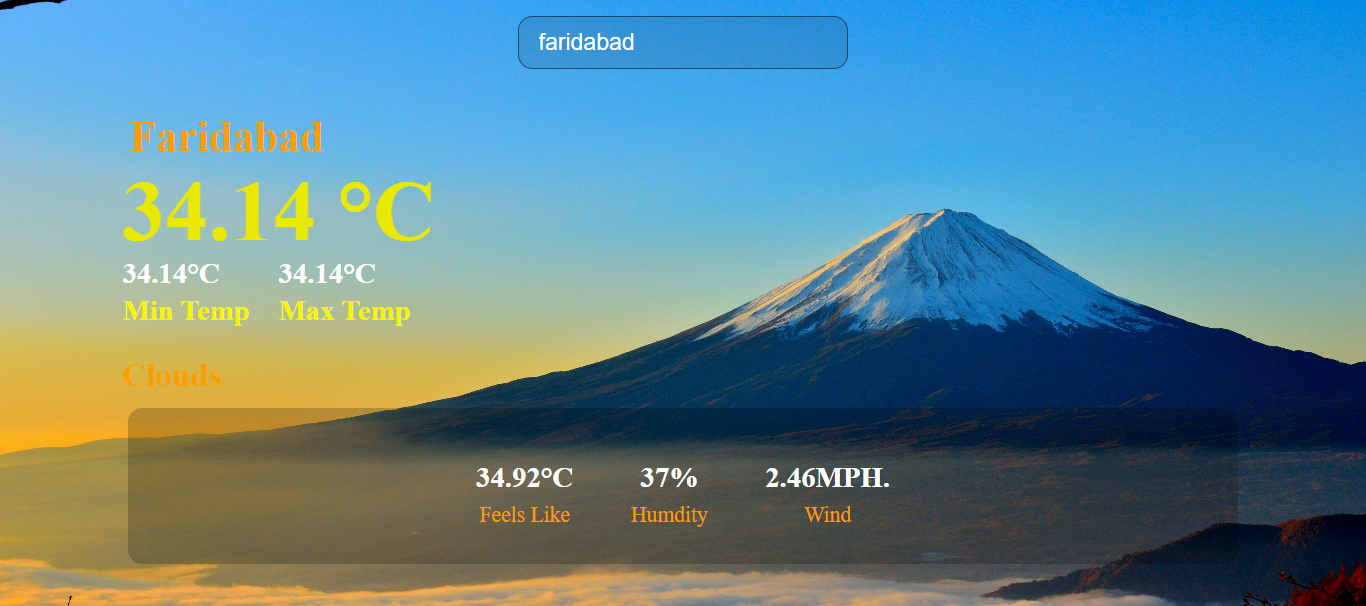 faridabad
Faridabad
34.14 °C
34.14°C 34.14°C
Min Temp Max Temp
Clouds
34.92°C 37% 2.46MPH.
Feels Like Humdity Wind